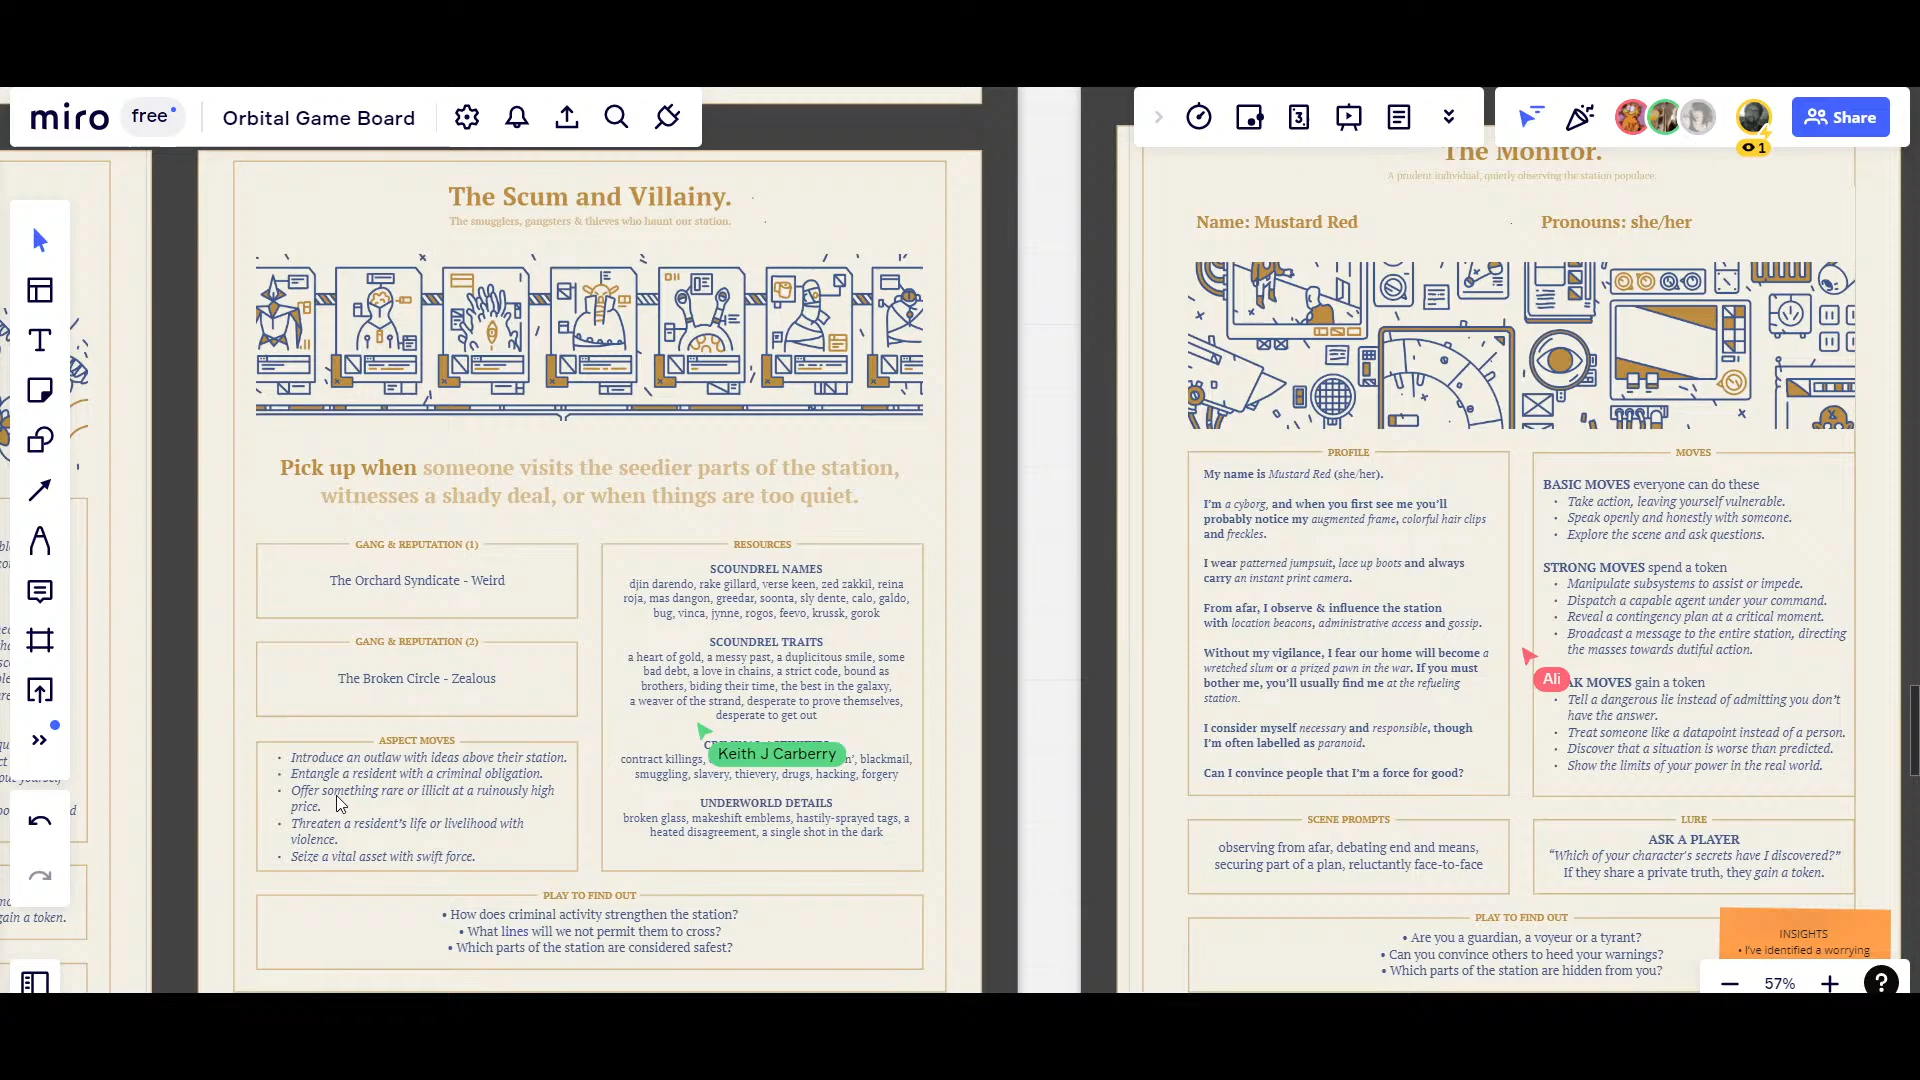 miro
free
Orbital Game Board
3
Share
1
The Scum and Villainy.
The smugglers, gangsters & thieves who haunt our station.
Pick up when someone visits the seedier parts of the station,
witnesses a shady deal, or when things are too quiet.
GANG & REPUTATION (1)
The Orchard Syndicate - Weird
GANG & REPUTATION (2)
The Broken Circle - Zealous
ASPECT MOVES
• Introduce an outlaw with ideas above their station.
• Entangle a resident with a criminal obligation.
• Offer something rare or illicit at a ruinously high
price.
• Threaten a resident's life or livelihood with
violence.
• Seize a vital asset with swift force.
RESOURCES
SCOUNDREL NAMES
djin darendo, rake gillard, verse keen, zed zakkil, reina
roja, mas dangon, greedar, soonta, sly dente, calo, galdo,
bug, vinca, jynne, rogos, feevo, krussk, gorok
SCOUNDREL TRAITS
a heart of gold, a messy past, a duplicitous smile, some
bad debt, a love in chains, a strict code, bound as
brothers, biding their time, the best in the galaxy,
a weaver of the strand, desperate to prove themselves,
desperate to get out
Keith J Carberry
contract killings, blackmail,
smuggling, slavery, thievery, drugs, hacking, forgery
UNDERWORLD DETAILS
broken glass, makeshift emblems, hastily-sprayed tags, a
heated disagreement, a single shot in the dark
PLAY TO FIND OUT
• How does criminal activity strengthen the station?
• What lines will we not permit them to cross?
• Which parts of the station are considered safest?
gain a token.
The Monitor.
A prudent individual, quietly observing the station populace.
Name: Mustard Red
Pronouns: she/her
PROFILE
My name is Mustard Red (she/her).
I'm a cyborg, and when you first see me you'll
probably notice my augmented frame, colorful hair clips
and freckles.
I wear patterned jumpsuit, lace up boots and always
carry an instant print camera.
From afar, I observe & influence the station
with location beacons, administrative access and gossip.
Without my vigilance, I fear our home will become a
wretched slum or a prized pawn in the war. If you must
bother me, you'll usually find me at the refueling
station.
I consider myself necessary and responsible, though
I'm often labelled as paranoid.
Can I convince people that I'm a force for good?
MOVES
BASIC MOVES everyone can do these
• Take action, leaving yourself vulnerable.
• Speak openly and honestly with someone.
• Explore the scene and ask questions.
STRONG MOVES spend a token
• Manipulate subsystems to assist or impede.
• Dispatch a capable agent under your command.
• Reveal a contingency plan at a critical moment.
• Broadcast a message to the entire station, directing
the masses towards dutiful action.
Ali
AK MOVES gain a token
• Tell a dangerous lie instead of admitting you don't
have the answer.
• Treat someone like a datapoint instead of a person.
• Discover that a situation is worse than predicted.
• Show the limits of your power in the real world.
SCENE PROMPTS
observing from afar, debating end and means,
securing part of a plan, reluctantly face-to-face
LURE
ASK A PLAYER
"Which of your character's secrets have I discovered?"
If they share a private truth, they gain a token.
PLAY TO FIND OUT
• Are you a guardian, a voyeur or a tyrant?
• Can you convince others to heed your warnings?
• Which parts of the station are hidden from you?
INSIGHTS
• I've identified a worrying
57%
?